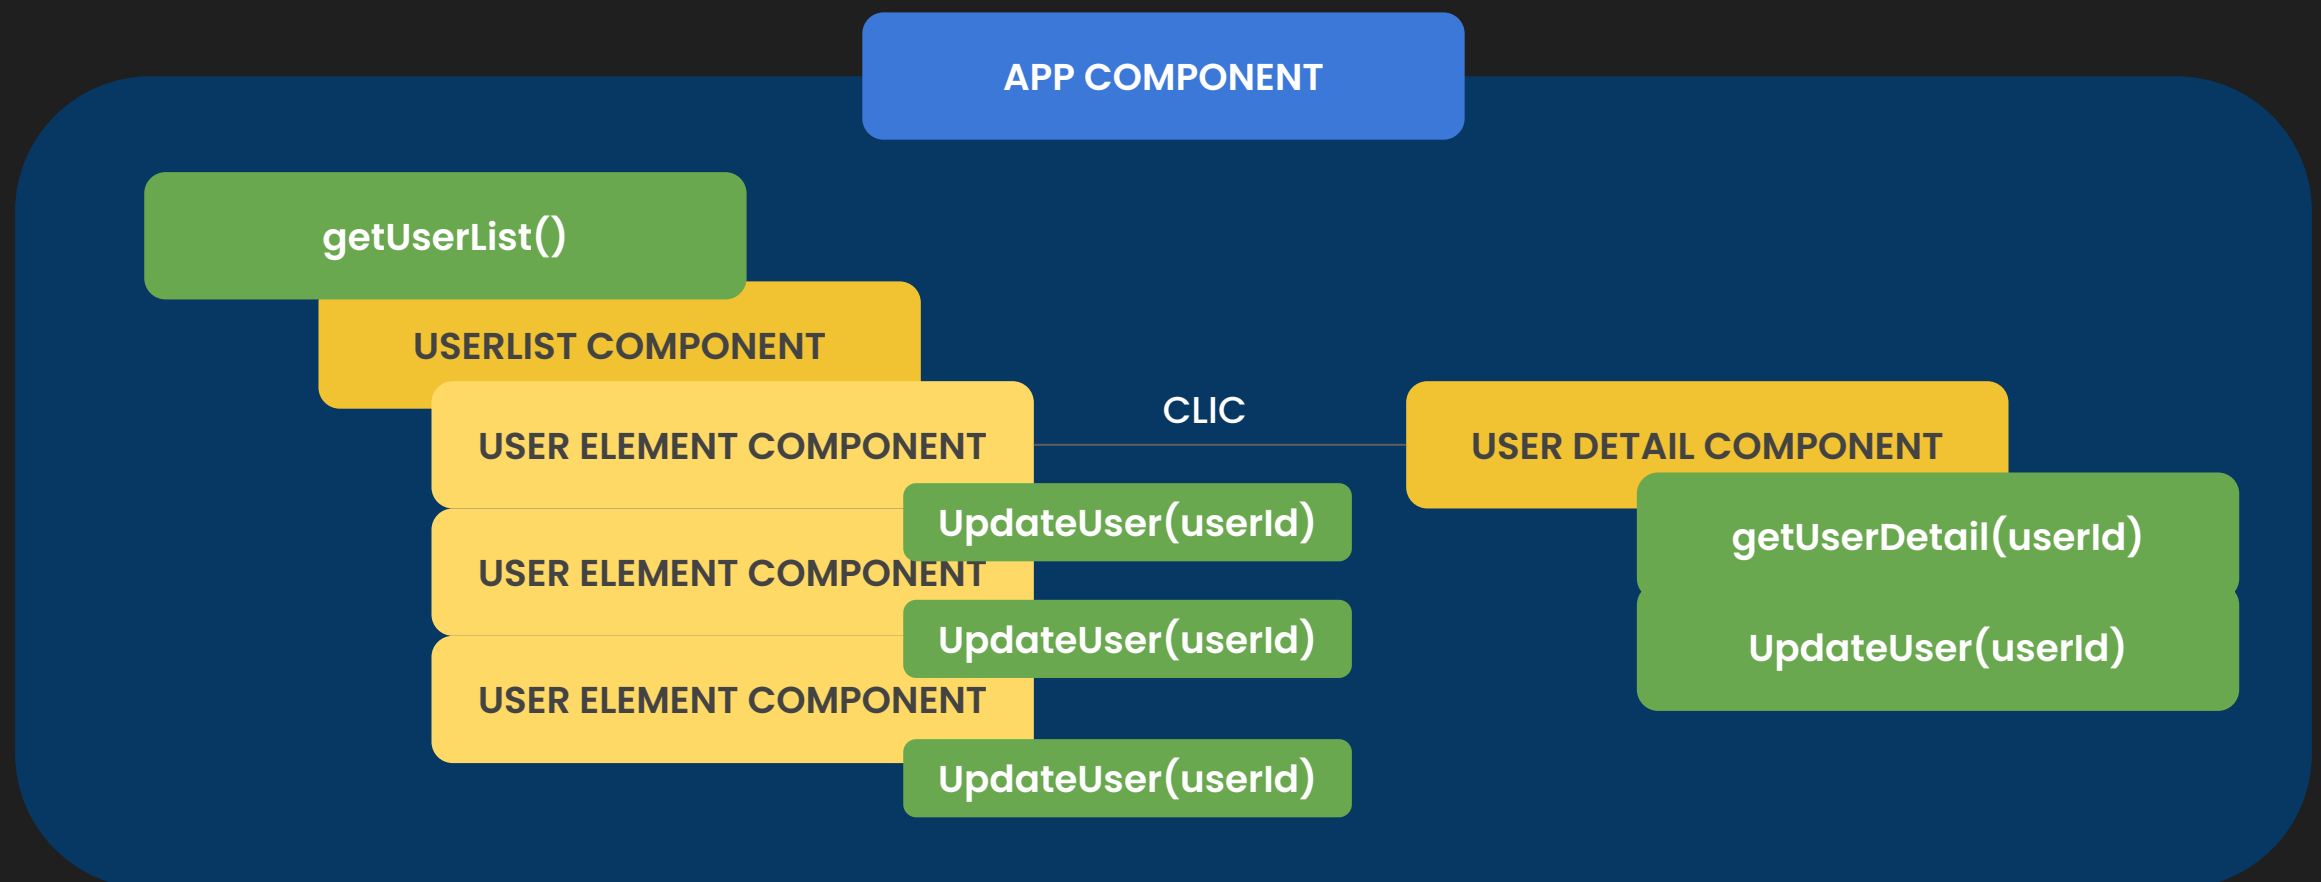 APP COMPONENT
getUserList()
USERLIST COMPONENT
USER ELEMENT COMPONENT
CLIC
USER DETAIL COMPONENT
UpdateUser(userId)
getUserDetail(userId)
USER ELEMENT COMPONENT
UpdateUser(userId)
UpdateUser(userId)
USER ELEMENT COMPONENT
UpdateUser(userId)